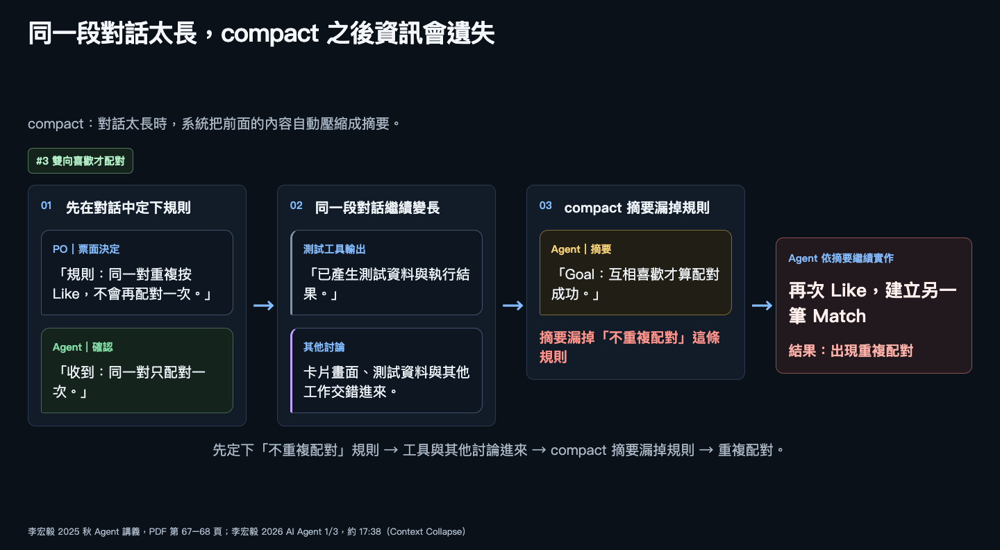 同一段對話太長，compact 之後資訊會遺失
compact：對話太長時，系統把前面的內容自動壓縮成摘要。
#3 雙向喜歡才配對
01 先在對話中定下規則
PO｜票面決定
「規則：同一對重複按
Like，不會再配對一次。」
Agent｜確認
「收到：同一對只配對一
次。」
→
02 同一段對話繼續變長
測試工具輸出
「已產生測試資料與執行結
果。」
其他討論
卡片畫面、測試資料與其他
工作交錯進來。
→
03 compact 摘要漏掉規則
Agent｜摘要
「Goal：互相喜歡才算配對
成功。」
摘要漏掉「不重複配對」這條
規則
→
Agent 依摘要繼續實作
再次 Like，建立另一
筆 Match
結果：出現重複配對
先定下「不重複配對」規則 → 工具與其他討論進來 → compact 摘要漏掉規則 → 重複配對。
李宏毅 2025 秋 Agent 講義，PDF 第 67–68 頁；李宏毅 2026 AI Agent 1/3，約 17:38（Context Collapse）